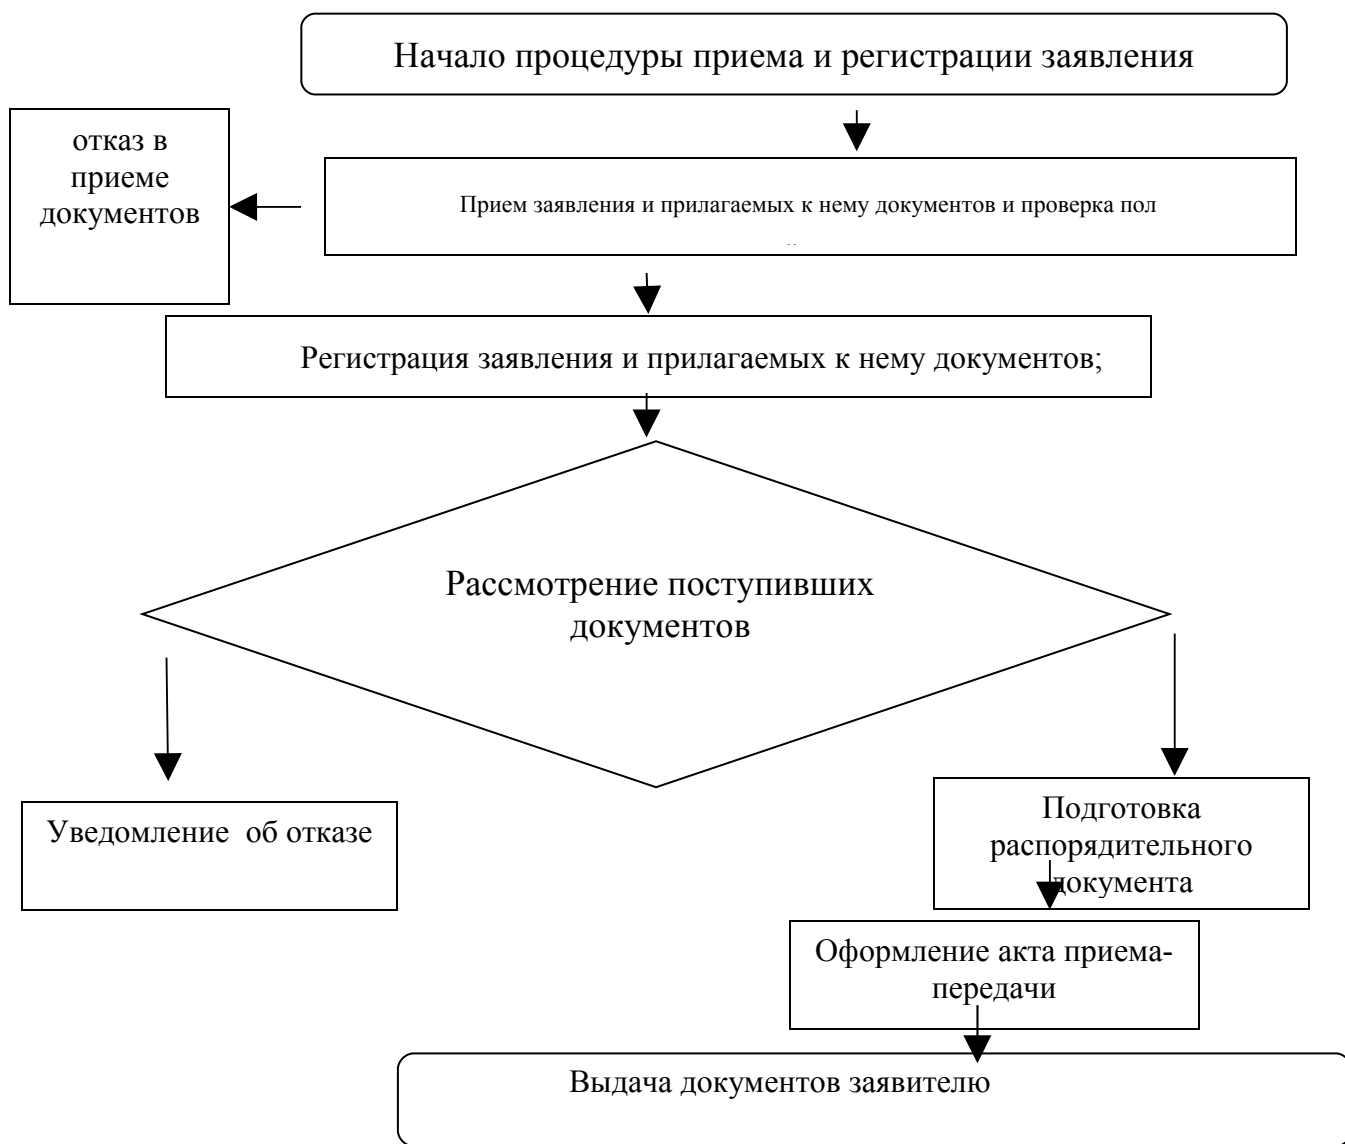 Начало процедуры приема и регистрации заявления
отказ в
приеме
документов
Прием заявления и прилагаемых к нему документов и проверка пол
Регистрация заявления и прилагаемых к нему документов;
Рассмотрение поступивших
документов
Уведомление об отказе
Подготовка
распорядительного
документа
Оформление акта приема-
передачи
Выдача документов заявителю